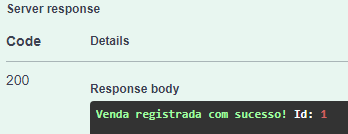 Server response
Code Details
200
Response body
Venda registrada com sucesso! Id: 1